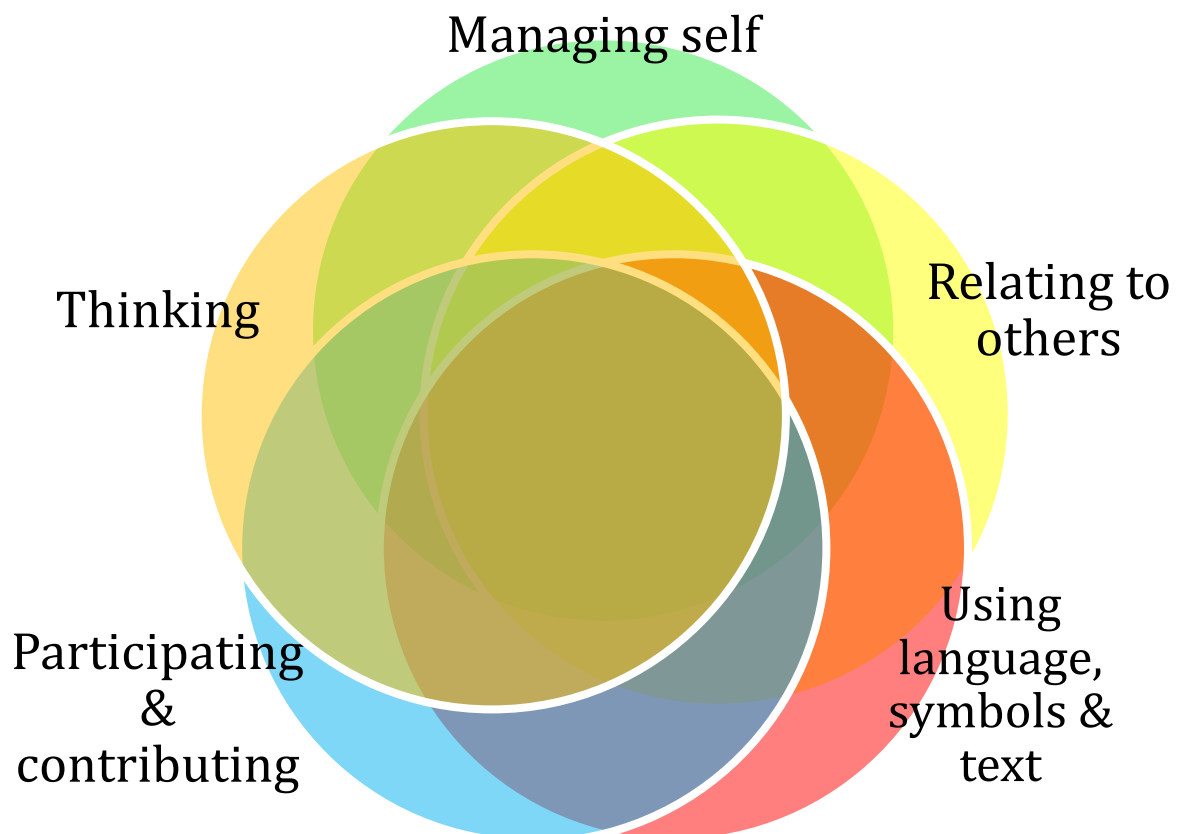 Managing self
Thinking
Relating to
others
Participating
&
contributing
Using
language,
symbols &
text